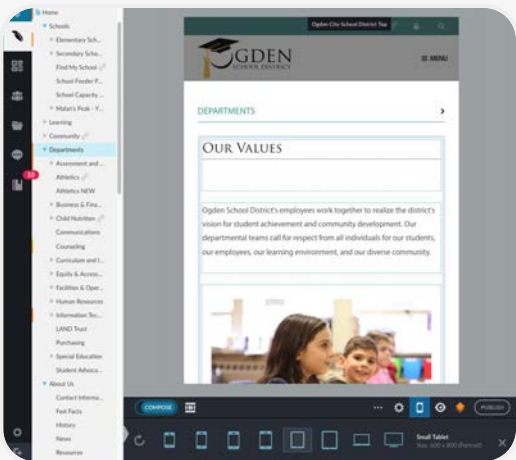 Home
Schools
Elementary Sch...
Secondary Scho...
Find My School
School Feeder P...
School Capacity ...
Malan's Peak - Y...
Learning
Community
Departments
Assessment and ...
Athletics
Athletics NEW
Business & Fina...
Child Nutrition
Communications
Counseling
Curriculum and I...
Equity & Access...
Facilities & Oper...
Human Resources
Information Tec...
LAND Trust
Purchasing
Special Education
Student Advoca...
About Us
Contact Informa...
Fast Facts
History
News
Resources
10
Ogden City School District Top
OGDEN
SCHOOL DISTRICT
MENU
DEPARTMENTS
OUR VALUES
Ogden School District's employees work together to realize the district's
vision for student achievement and community development. Our
departmental teams call for respect from all individuals for our students,
our employees, our learning environment, and our diverse community.
COMPOSE
PUBLISH
Small Tablet
Size: 600 x 800 (Portrait)